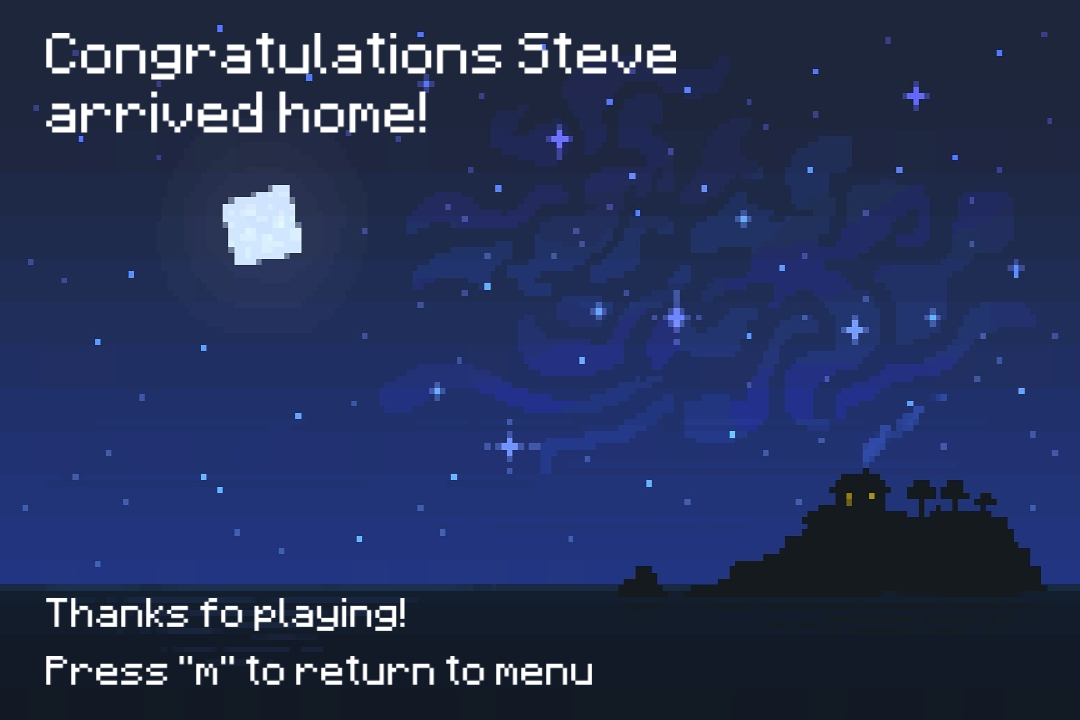 Congratulations Steve
arrived home!
Thanks fo playing!
Press "m" to return to menu